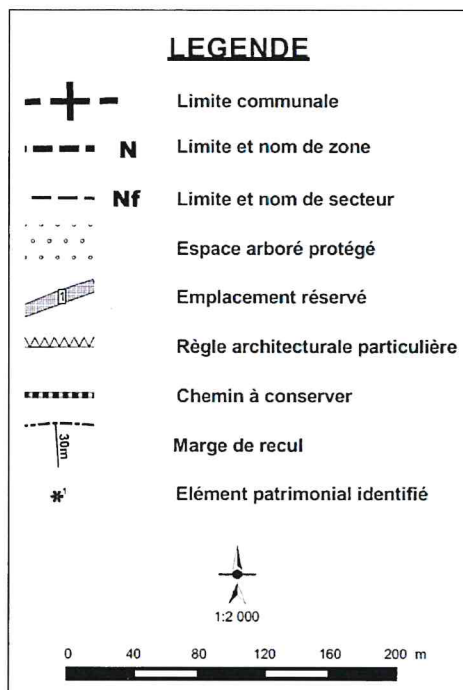 LEGENDE
Limite communale
N Limite et nom de zone
Nf Limite et nom de secteur
Espace arboré protégé
1 Emplacement réservé
Règle architecturale particulière
Chemin à conserver
30m Marge de recul
*1 Elément patrimonial identifié
1:2 000
0 40 80 120 160 200 m